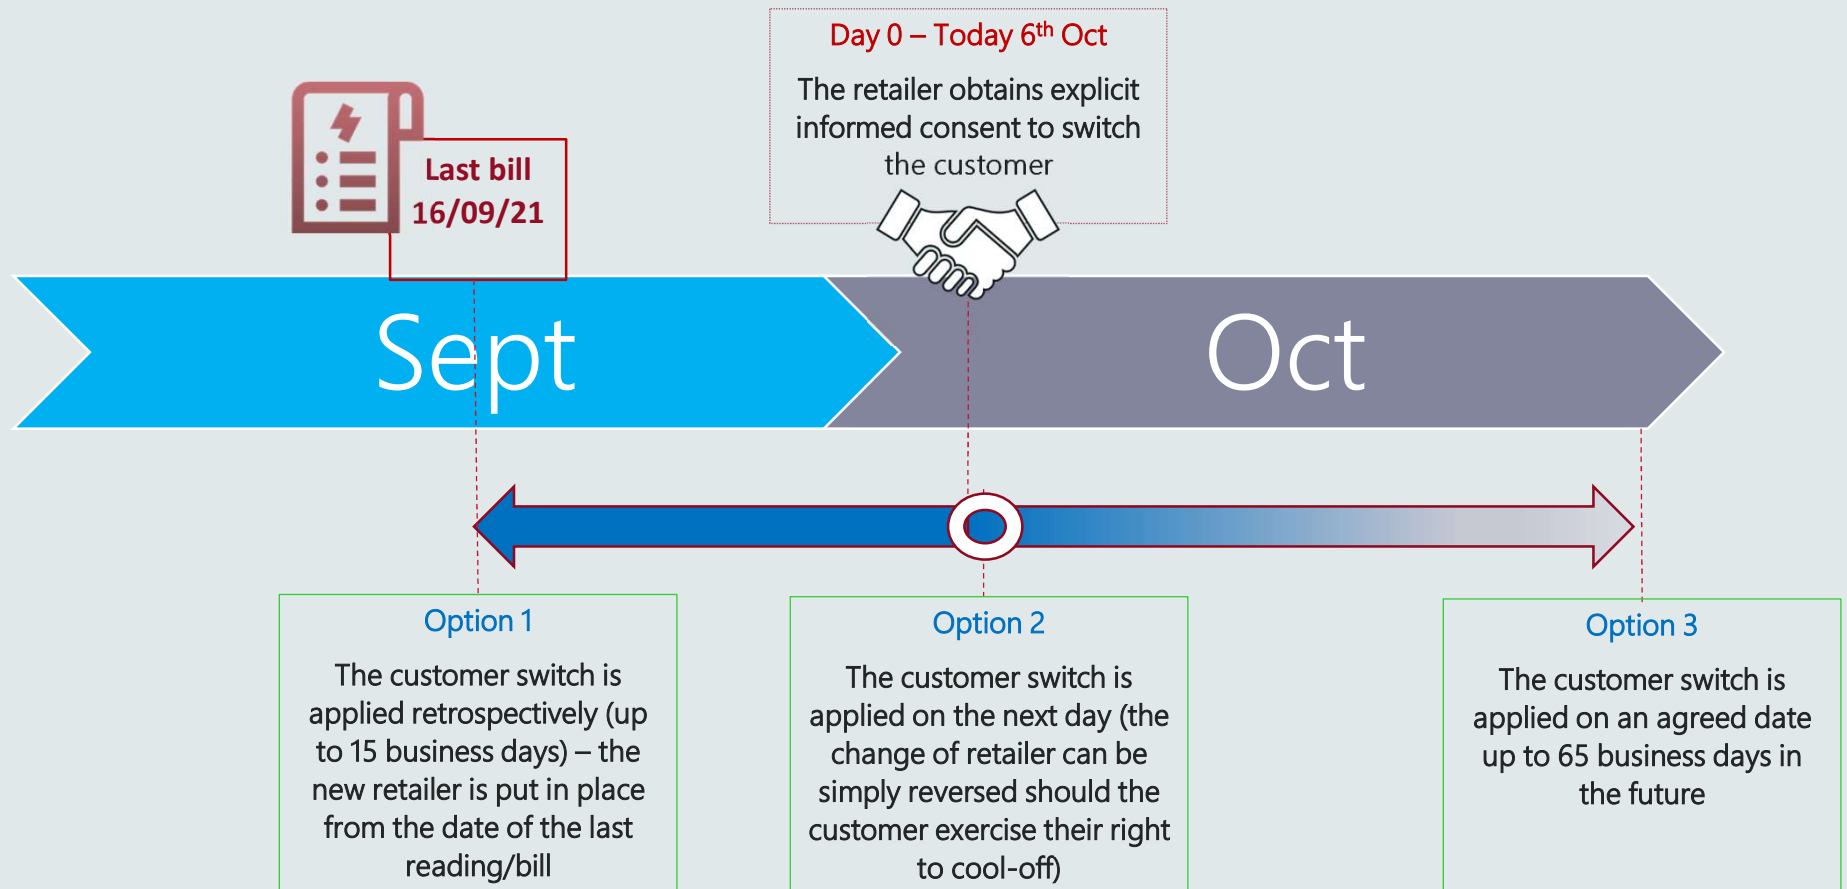 Day 0 – Today 6th Oct
The retailer obtains explicit
informed consent to switch
the customer
Last bill
16/09/21
Sept
Oct
Option 1
The customer switch is
applied retrospectively (up
to 15 business days) – the
new retailer is put in place
from the date of the last
reading/bill
Option 2
The customer switch is
applied on the next day (the
change of retailer can be
simply reversed should the
customer exercise their right
to cool-off)
Option 3
The customer switch is
applied on an agreed date
up to 65 business days in
the future